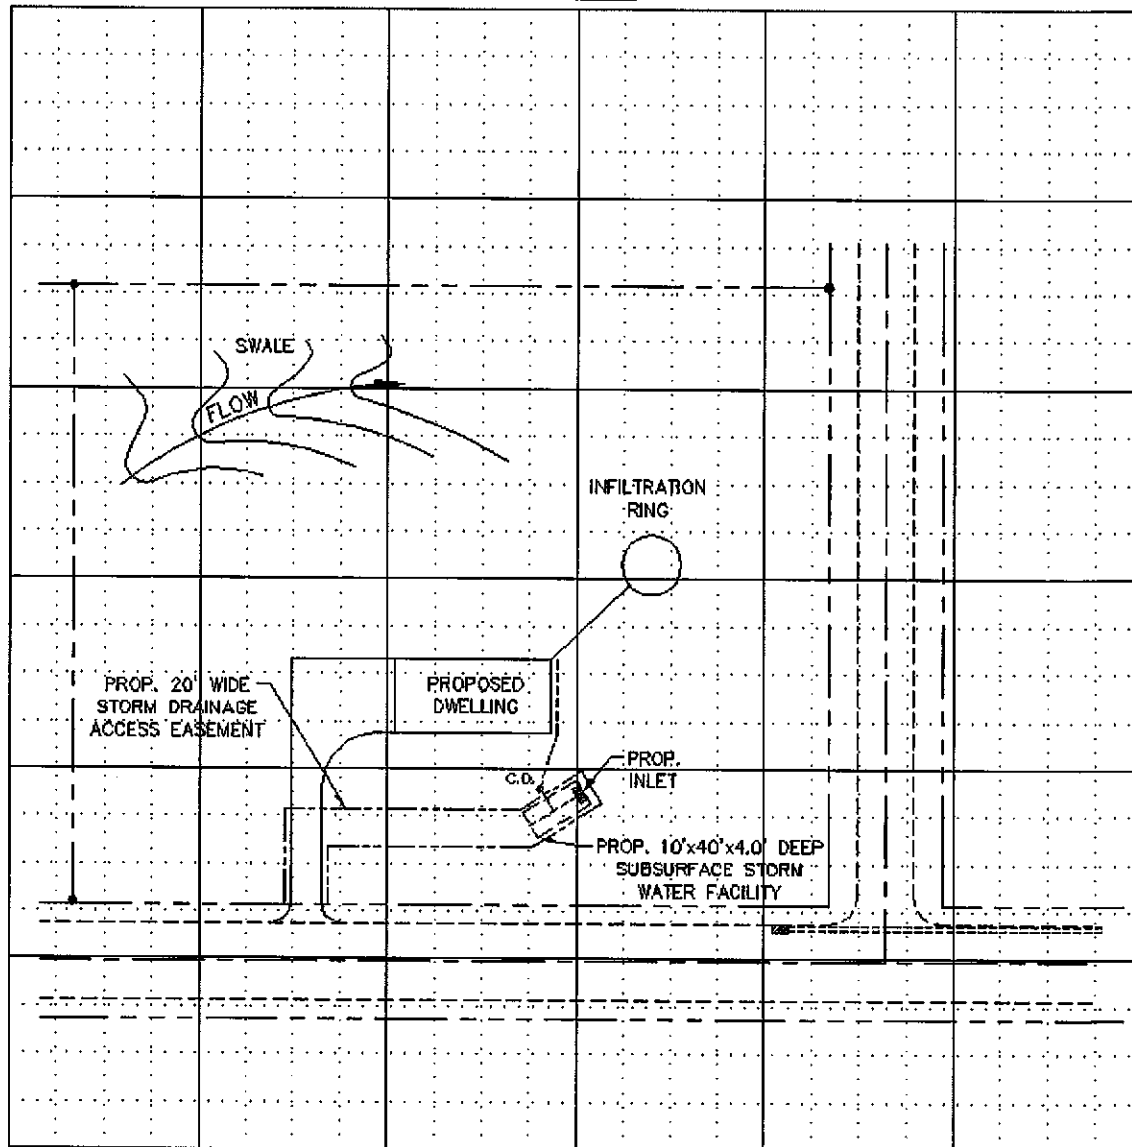 SWALE
FLOW
INFILTRATION
RING
PROP. 20' WIDE
STORM DRAINAGE
ACCESS EASEMENT
PROPOSED
DWELLING
C.O.
PROP.
INLET
PROP. 10'x40'x4.0' DEEP
SUBSURFACE STORM
WATER FACILITY